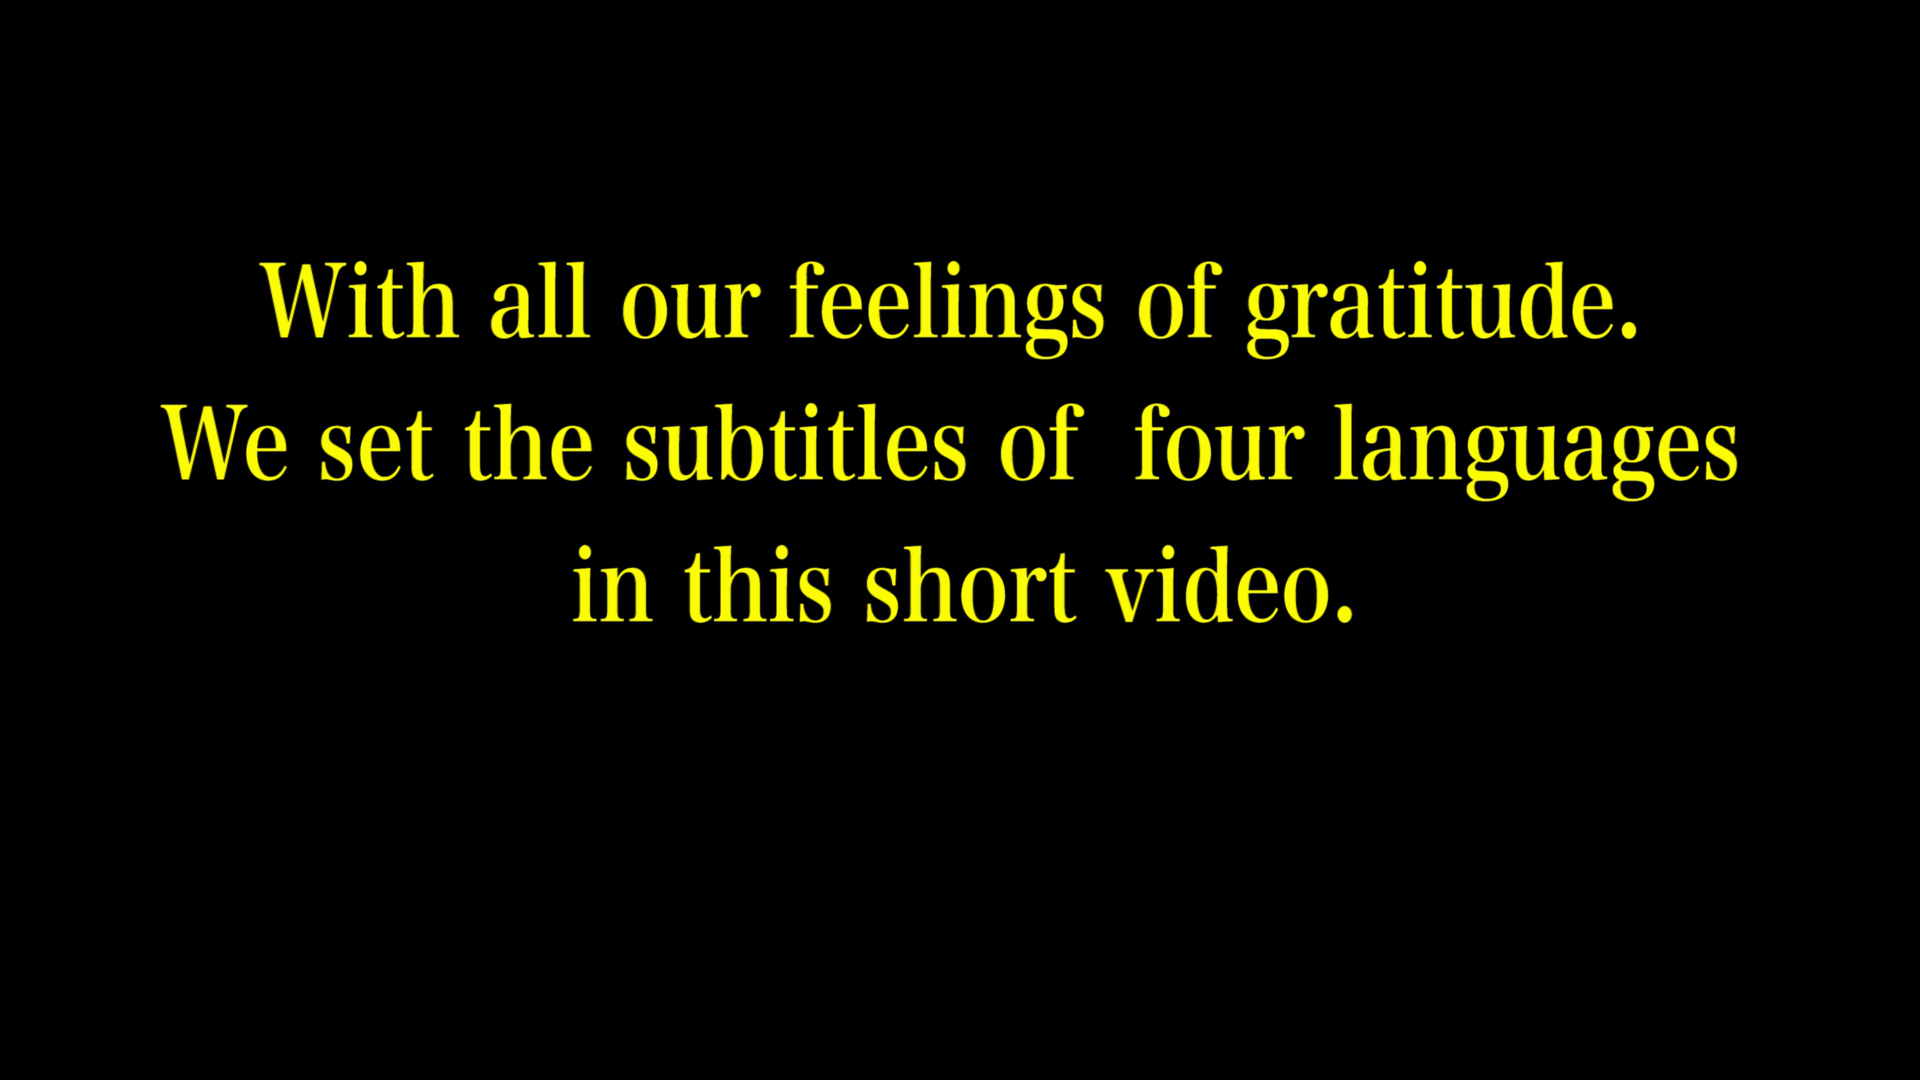 With all our feelings of gratitude.
We set the subtitles of  four languages
in this short video.